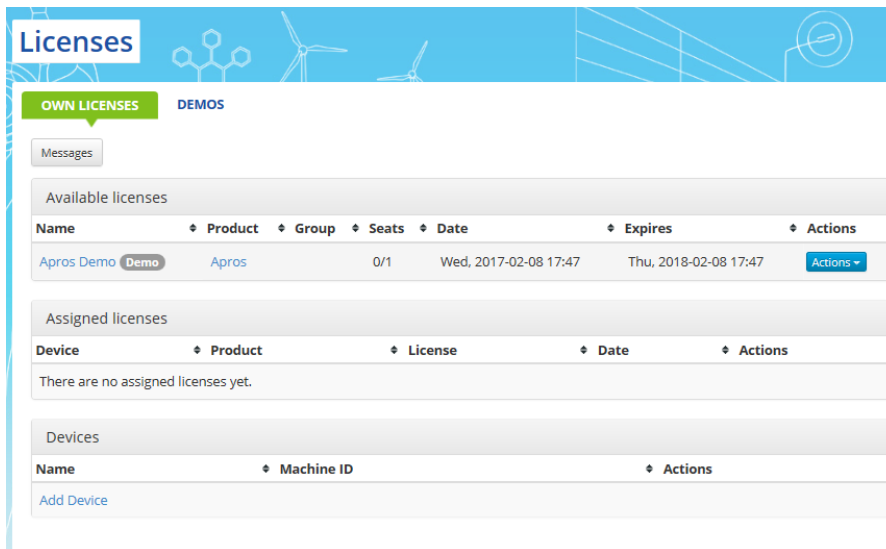 Licenses
OWN LICENSES DEMOS
Messages
Available licenses
Name Product Group Seats Date Expires Actions
Apros Demo Demo Apros 0/1 Wed, 2017-02-08 17:47 Thu, 2018-02-08 17:47 Actions
Assigned licenses
Device Product License Date Actions
There are no assigned licenses yet.
Devices
Name Machine ID Actions
Add Device